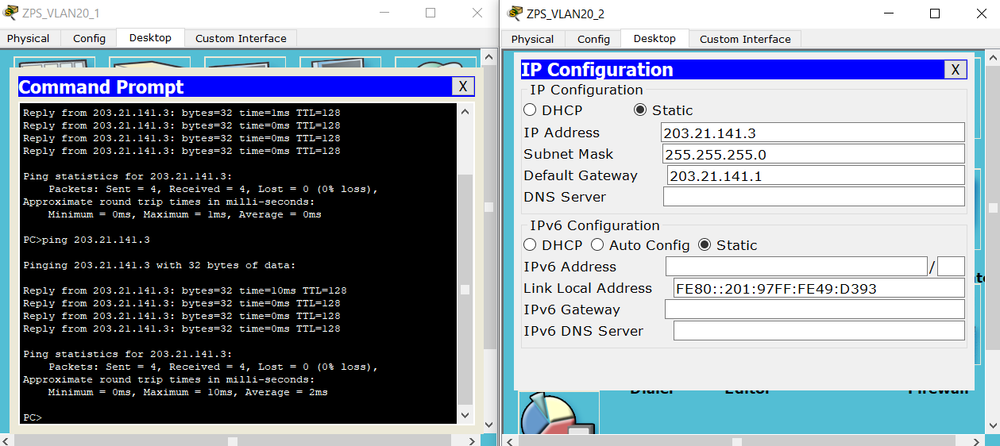 ZPS_VLAN20_1
Physical Config Desktop Custom Interface
Command Prompt X
Reply from 203.21.141.3: bytes=32 time=1ms TTL=128
Reply from 203.21.141.3: bytes=32 time=0ms TTL=128
Reply from 203.21.141.3: bytes=32 time=0ms TTL=128
Reply from 203.21.141.3: bytes=32 time=0ms TTL=128
Ping statistics for 203.21.141.3:
Packets: Sent = 4, Received = 4, Lost = 0 (0% loss),
Approximate round trip times in milli-seconds:
Minimum = 0ms, Maximum = 1ms, Average = 0ms
PC>ping 203.21.141.3
Pinging 203.21.141.3 with 32 bytes of data:
Reply from 203.21.141.3: bytes=32 time=10ms TTL=128
Reply from 203.21.141.3: bytes=32 time=0ms TTL=128
Reply from 203.21.141.3: bytes=32 time=0ms TTL=128
Reply from 203.21.141.3: bytes=32 time=0ms TTL=128
Ping statistics for 203.21.141.3:
Packets: Sent = 4, Received = 4, Lost = 0 (0% loss),
Approximate round trip times in milli-seconds:
Minimum = 0ms, Maximum = 10ms, Average = 2ms
PC>
ZPS_VLAN20_2
Physical Config Desktop Custom Interface
IP Configuration X
IP Configuration
DHCP Static
IP Address 203.21.141.3
Subnet Mask 255.255.255.0
Default Gateway 203.21.141.1
DNS Server
IPv6 Configuration
DHCP Auto Config Static
IPv6 Address /
Link Local Address FE80::201:97FF:FE49:D393
IPv6 Gateway
IPv6 DNS Server
Dialer Editor Firewall